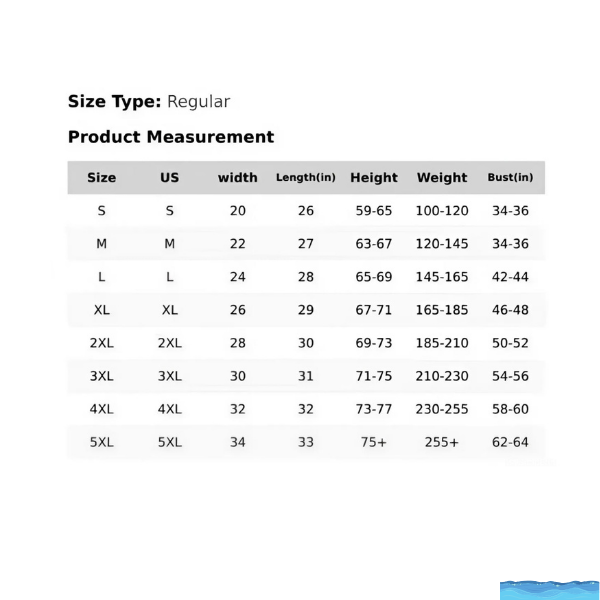 Size Type: Regular
Product Measurement
Size US width Length(in) Height Weight Bust(in)
S S 20 26 59-65 100-120 34-36
M M 22 27 63-67 120-145 34-36
L L 24 28 65-69 145-165 42-44
XL XL 26 29 67-71 165-185 46-48
2XL 2XL 28 30 69-73 185-210 50-52
3XL 3XL 30 31 71-75 210-230 54-56
4XL 4XL 32 32 73-77 230-255 58-60
5XL 5XL 34 33 75+ 255+ 62-64